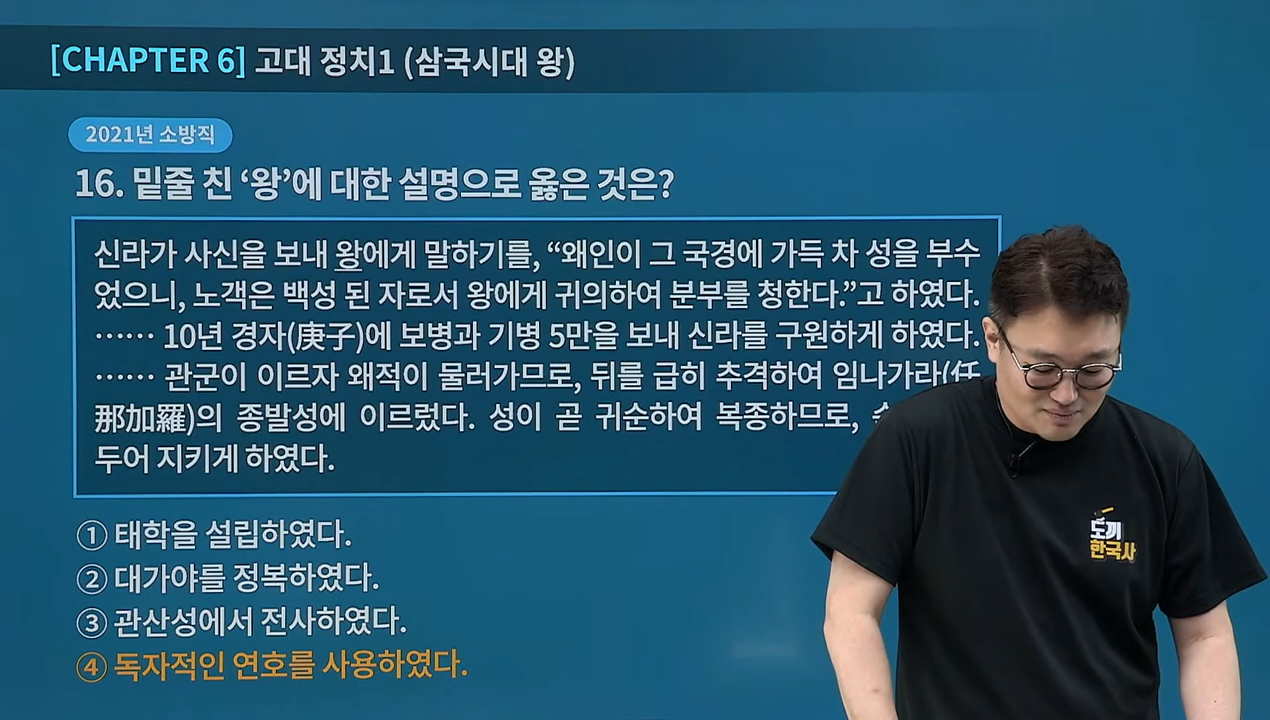 [CHAPTER 6] 고대 정치1 (삼국시대 왕)
2021년 소방직
16. 밑줄 친 ‘왕’에 대한 설명으로 옳은 것은?
신라가 사신을 보내 왕에게 말하기를, “왜인이 그 국경에 가득 차 성을 부수
었으니, 노객은 백성 된 자로서 왕에게 귀의하여 분부를 청한다.”고 하였다.
…… 10년 경자(庚子)에 보병과 기병 5만을 보내 신라를 구원하게 하였다.
…… 관군이 이르자 왜적이 물러가므로, 뒤를 급히 추격하여 임나가라(任
那加羅)의 종발성에 이르렀다. 성이 곧 귀순하여 복종하므로,
두어 지키게 하였다.
① 태학을 설립하였다.
② 대가야를 정복하였다.
③ 관산성에서 전사하였다.
④ 독자적인 연호를 사용하였다.
도끼
한국사